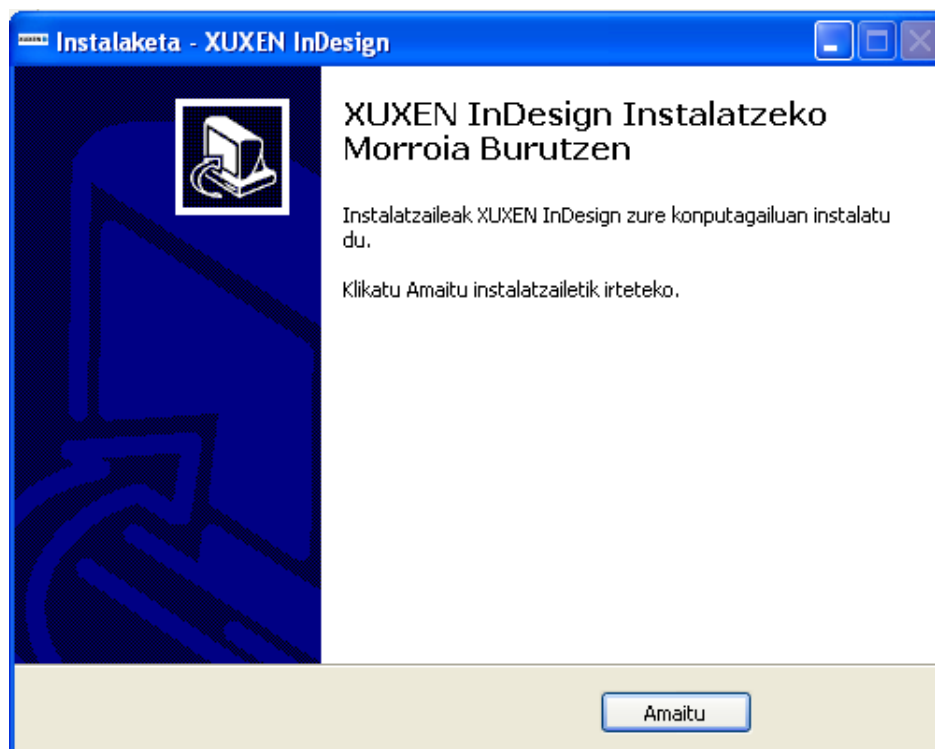 Instalaketa - XUXEN InDesign
XUXEN InDesign Instalatzeko
Morroia Burutzen
Instalatzaileak XUXEN InDesign zure konputagailuan instalatu
du.
Klikatu Amaitu instalatzailetik irteteko.
Amaitu